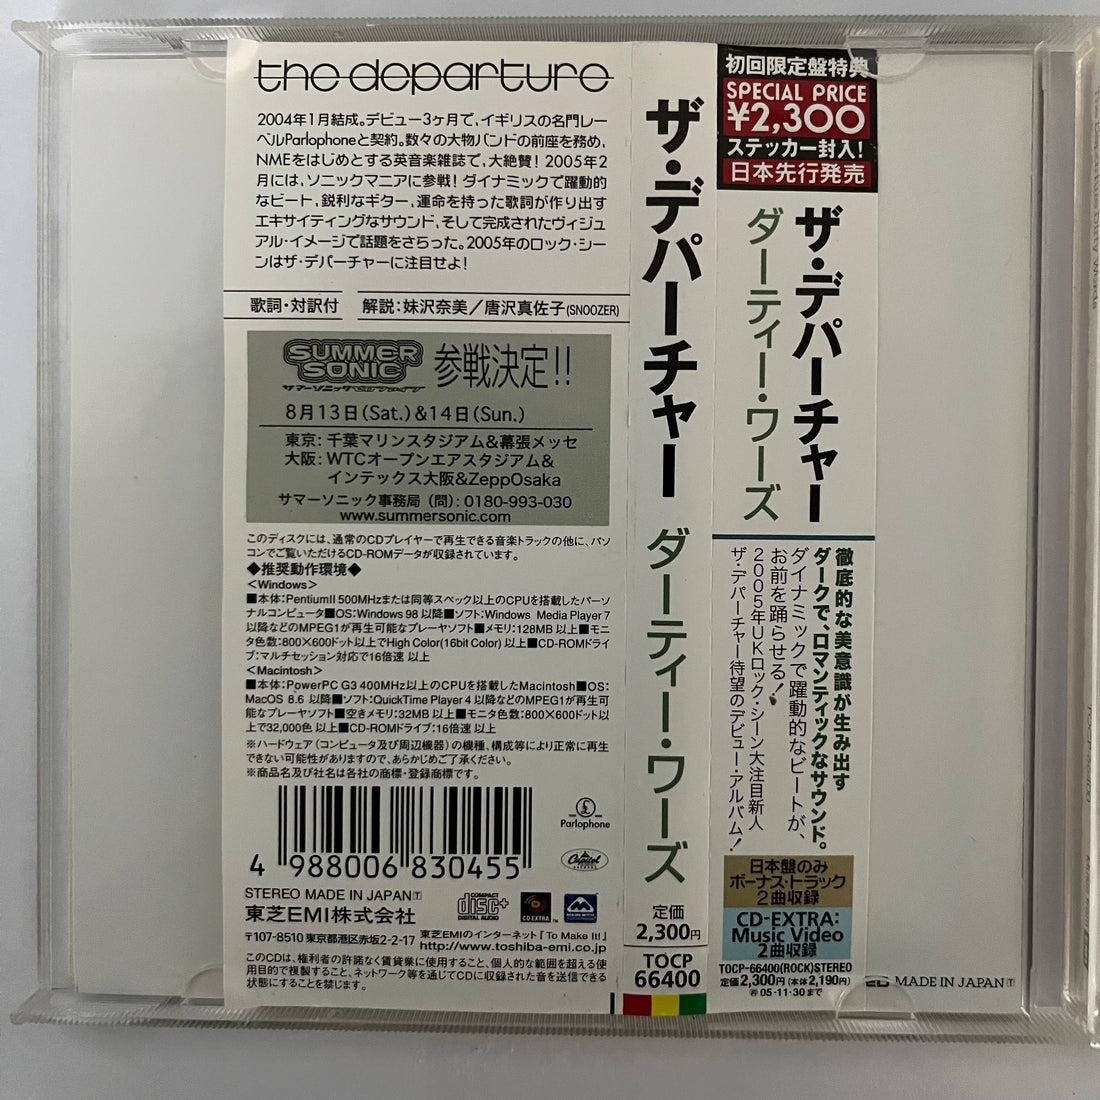 the departure
2004年1月結成。デビュー3ヶ月で、イギリスの名門レー
ベルParlophoneと契約。数々の大物バンドの前座を務め、
NMEをはじめとする英音楽雑誌で、大絶賛！2005年2
月には、ソニックマニアに参戦！ダイナミックで躍動的
なビート、鋭利なギター、運命を持った歌詞が作り出す
エキサイティングなサウンド、そして完成されたヴィジュ
アル・イメージで話題をさらった。2005年のロック・シー
ンはザ・デパーチャーに注目せよ！
歌詞・対訳付
解説：妹沢奈美／唐沢真佐子(SNOOZER)
SUMMER
SONIC
サマーソニック
参戦決定!!
8月13日(Sat.)&14日(Sun.)
東京：千葉マリンスタジアム&幕張メッセ
大阪：WTCオープンエアスタジアム&
インテックス大阪&ZeppOsaka
サマーソニック事務局（問）：0180-993-030
www.summersonic.com
このディスクには、通常のCDプレイヤーで再生できる音楽トラックの他に、パソ
コンでご覧いただけるCD-ROMデータが収録されています。
◆推奨動作環境◆
<Windows>
■本体：PentiumII 500MHzまたは同等スペック以上のCPUを搭載したパーソ
ナルコンピュータ■OS：Windows 98 以降■ソフト：Windows Media Player 7
以降などのMPEG1が再生可能なプレーヤソフト■メモリ：128MB 以上■モニ
タ色数：800×600ドット以上でHigh Color(16bit Color) 以上■CD-ROMドライ
ブ：マルチセッション対応で16倍速 以上
<Macintosh>
■本体：PowerPC G3 400MHz以上のCPUを搭載したMacintosh■OS：
MacOS 8.6 以降■ソフト：QuickTime Player 4 以降などのMPEG1が再生可
能なプレーヤソフト■空きメモリ：32MB 以上■モニタ色数：800×600ドット以
上で32,000色 以上■CD-ROMドライブ：16倍速 以上
※ハードウェア（コンピュータ及び周辺機器）の機種、構成等により正常に再生
できない可能性がありますので、あらかじめご了承ください。
※商品名及び社名は各社の商標・登録商標です。
4 988006 830455
Parlophone
Capitol
STEREO MADE IN JAPAN Ⓣ
東芝EMI株式会社
COMPACT
disc+
DIGITAL AUDIO
CD EXTRA
〒107-8510 東京都港区赤坂2-2-17
東芝EMIのインターネット「To Make It!」
http://www.toshiba-emi.co.jp
このCDは、権利者の許諾なく賃貸業に使用すること、個人的な範囲を超える使
用目的で複製すること、ネットワーク等を通じてCDに収録された音を送信できる
状態にすることを禁じます。
ザ・デパーチャー ダーティー・ワーズ
定価
2,300円
TOCP
66400
初回限定盤特典
SPECIAL PRICE
¥2,300
ステッカー封入！
日本先行発売
ザ・デパーチャー
ダーティー・ワーズ
徹底的な美意識が生み出す
ダークで、ロマンティックなサウンド。
ダイナミックで躍動的なビートが、
お前を踊らせる！
2005年UKロック・シーン大注目新人
ザ・デパーチャー待望のデビュー・アルバム！
日本盤のみ
ボーナス・トラック
2曲収録
CD-EXTRA:
Music Video
2曲収録
TOCP-66400(ROCK)STEREO
定価2,300円(本体2,190円)
㋐05・11・30まで
MADE IN JAPAN Ⓣ